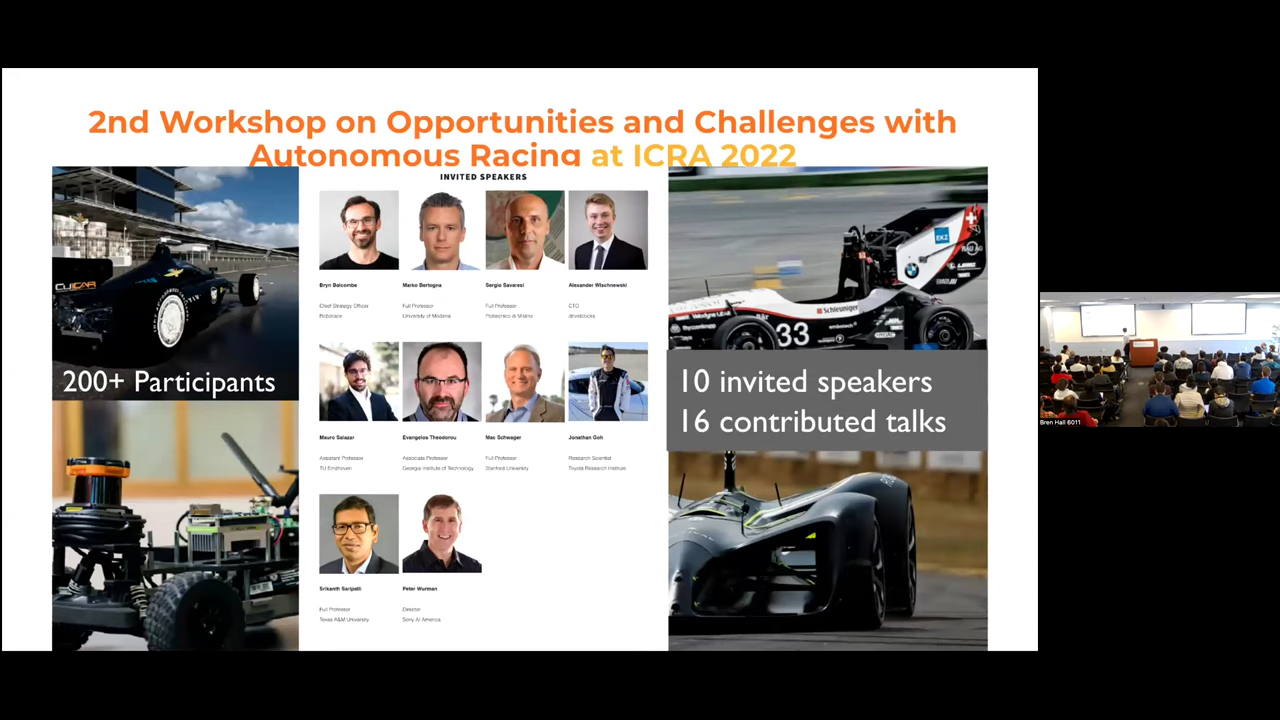 2nd Workshop on Opportunities and Challenges with
Autonomous Racing at ICRA 2022
INVITED SPEAKERS
Bryn Balcombe
Chief Strategy Officer
Roborace
Marko Bertogna
Full Professor
University of Modena
Sergio Savaresi
Full Professor
Politecnico di Milano
Alexander Wischnewski
CTO
driveblocks
200+ Participants
Mauro Salazar
Assistant Professor
TU Eindhoven
Evangelos Theodorou
Associate Professor
Georgia Institute of Technology
Mac Schwager
Full Professor
Stanford University
Jonathan Goh
Research Scientist
Toyota Research Institute
Srikanth Saripalli
Full Professor
Texas A&M University
Peter Wurman
Director
Sony AI America
EKZ
Schleuniger
33
10 invited speakers
16 contributed talks
Bren Hall 6011